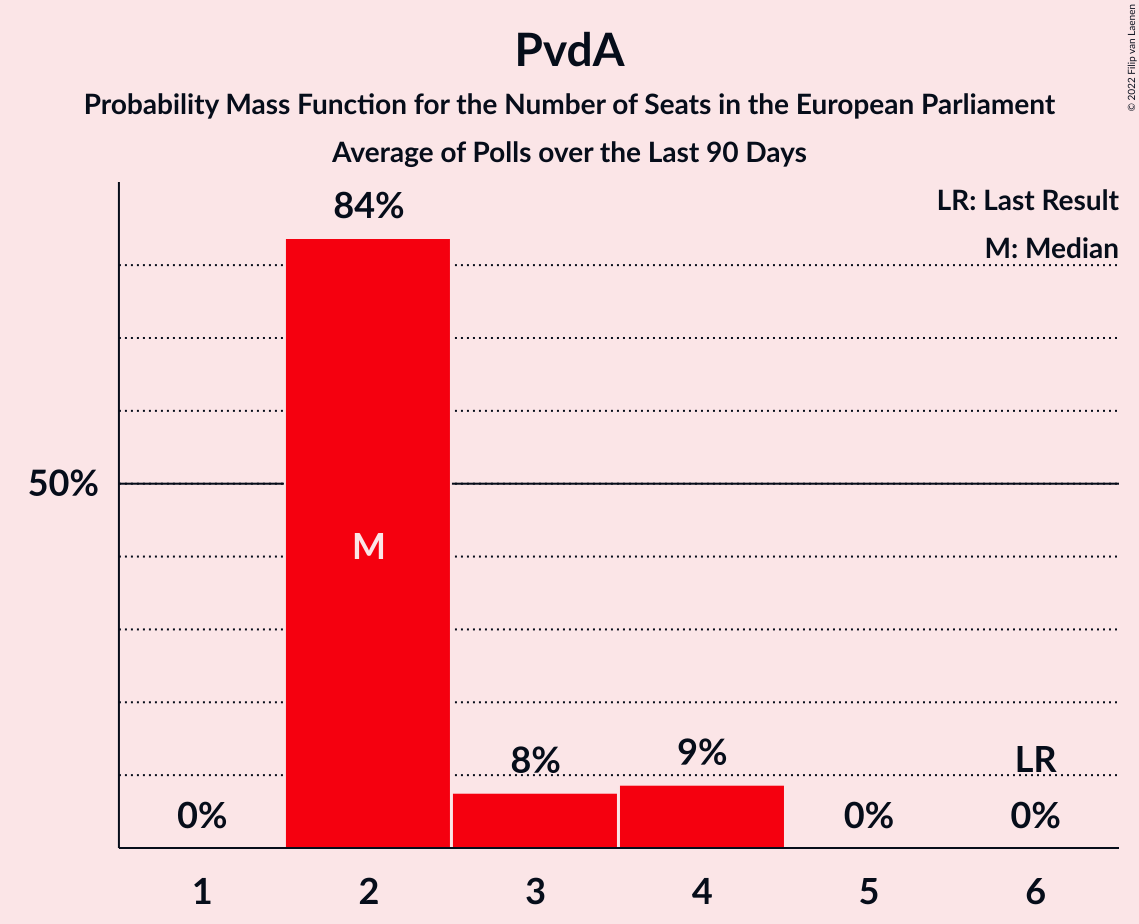 PvdA
Probability Mass Function for the Number of Seats in the European Parliament
Average of Polls over the Last 90 Days
© 2022 Filip van Laenen
LR: Last Result
M: Median
84%
50%
M
8%
9%
LR
0%
0%
0%
1 2 3 4 5 6